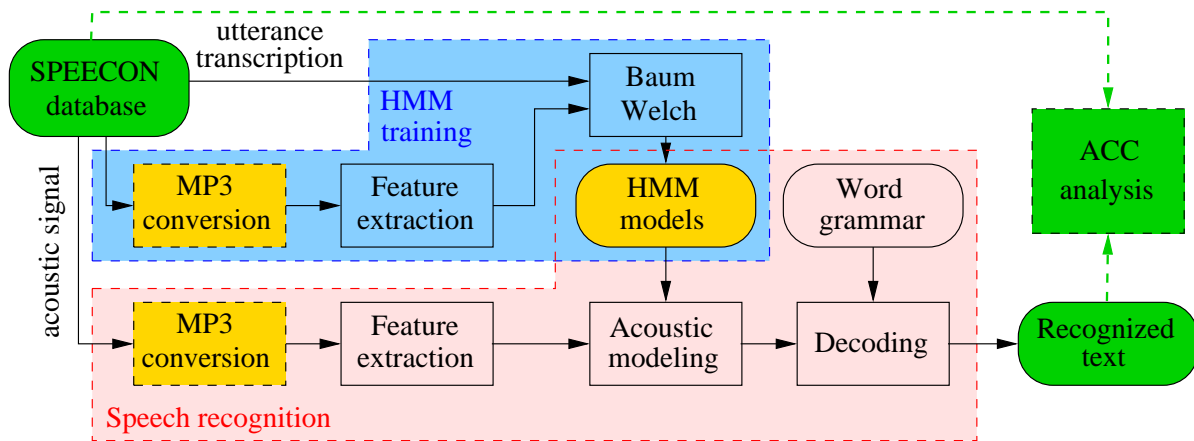 utterance
transcription
SPEECON
database
HMM
training
Baum
Welch
ACC
analysis
MP3
conversion
Feature
extraction
HMM
models
Word
grammar
acoustic signal
MP3
conversion
Feature
extraction
Acoustic
modeling
Decoding
Recognized
text
Speech recognition